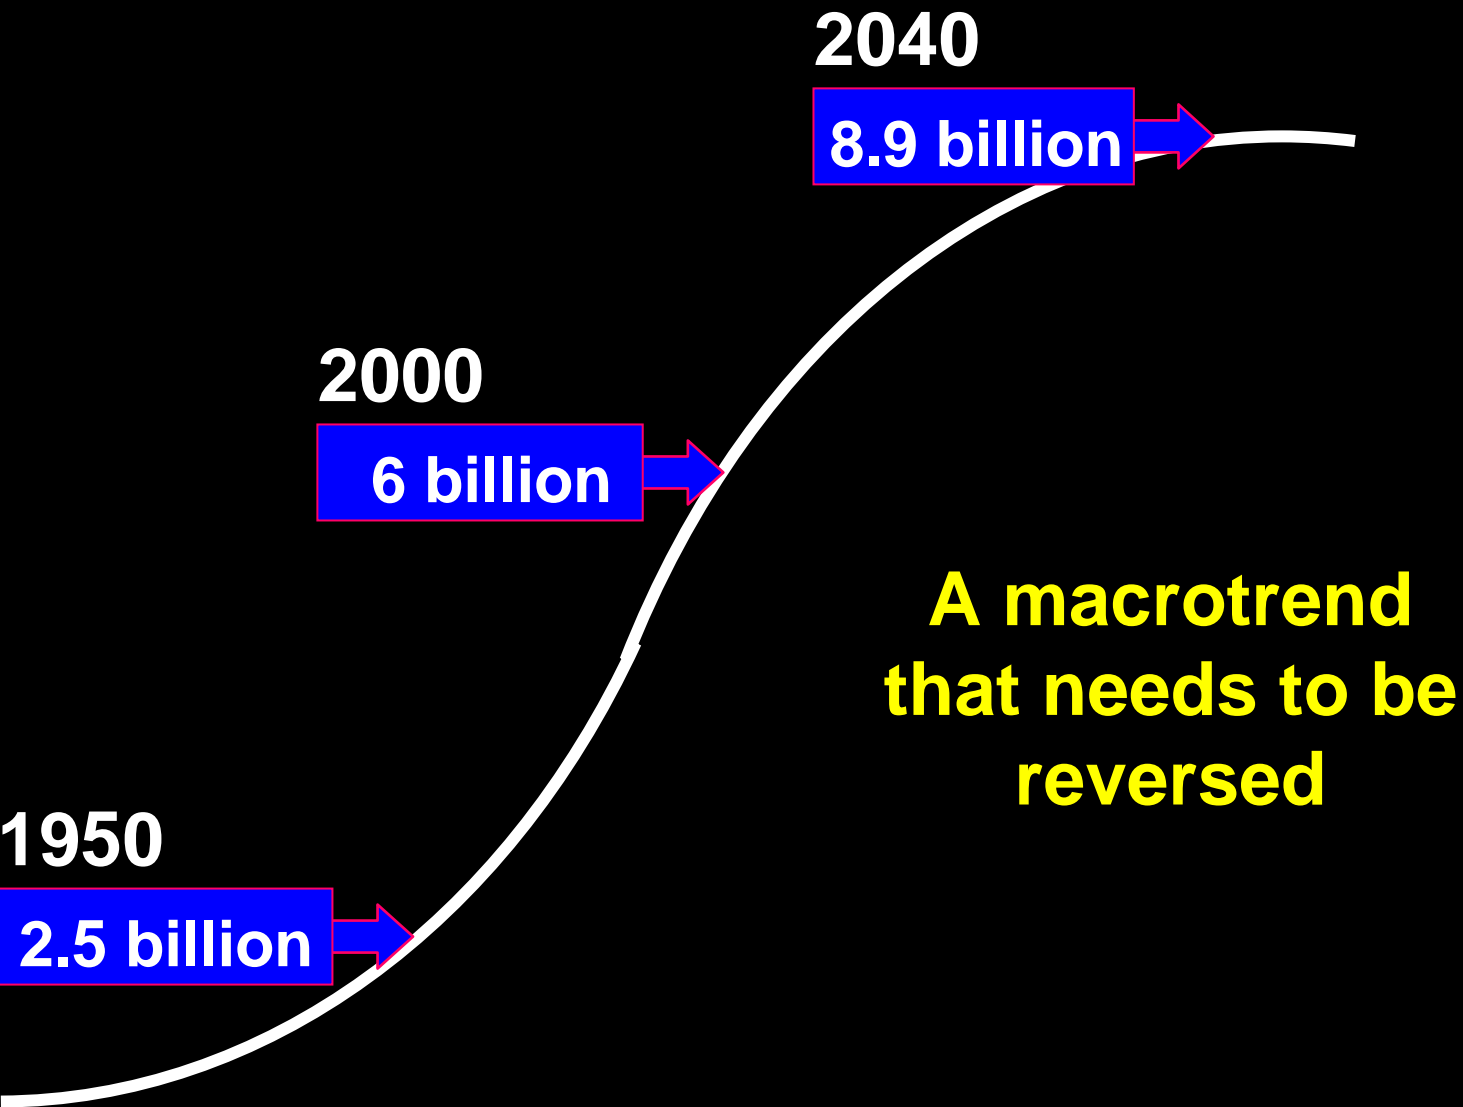 2040
8.9 billion
2000
6 billion
A macrotrend
that needs to be
reversed
1950
2.5 billion